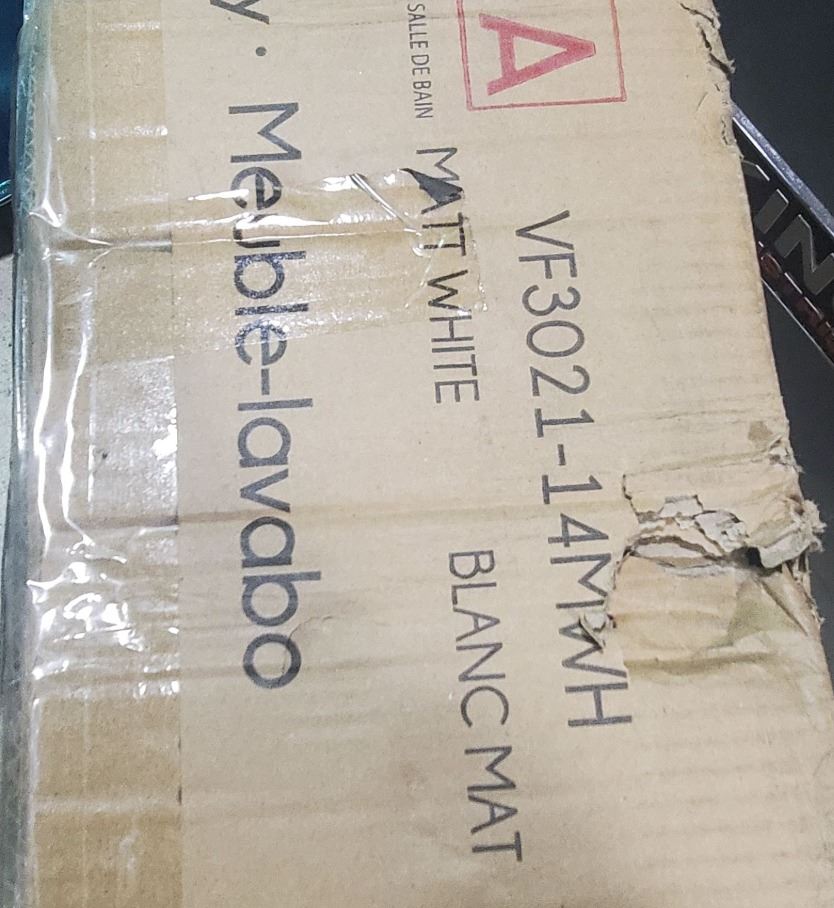 A
VF3021-14MWH
SALLE DE BAIN
MATT WHITE BLANC MAT
y · Meuble-lavabo